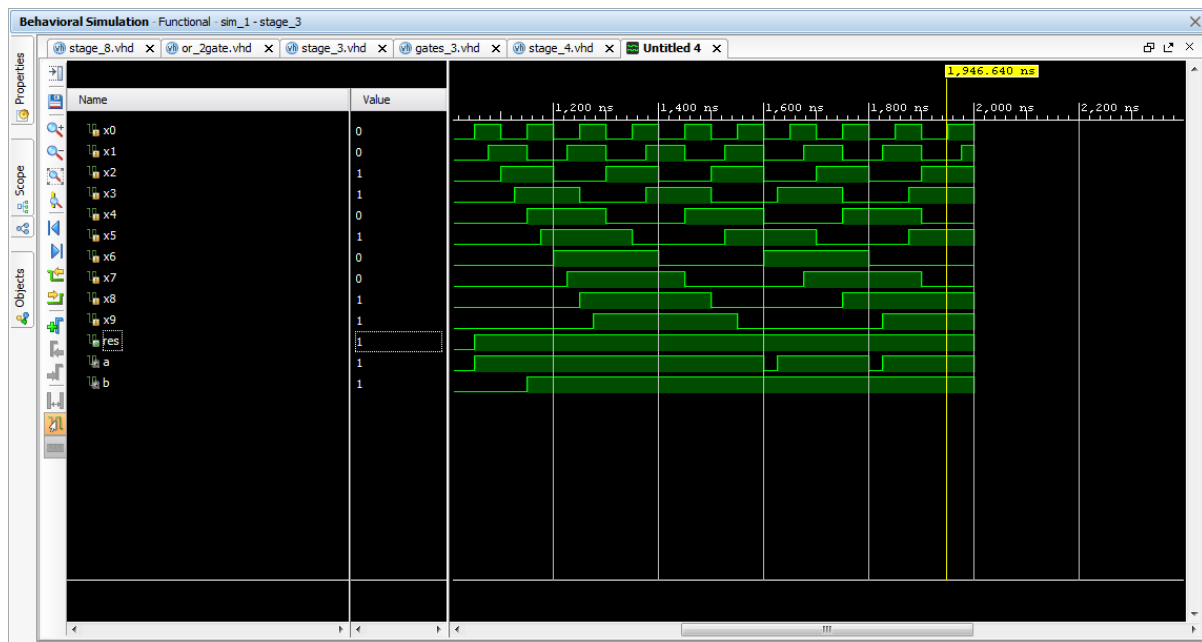 Behavioral Simulation - Functional - sim_1 - stage_3
stage_8.vhd or_2gate.vhd stage_3.vhd gates_3.vhd stage_4.vhd Untitled 4
Properties
Scope
Objects
1,946.640 ns
Name Value
1,200 ns 1,400 ns 1,600 ns 1,800 ns 2,000 ns 2,200 ns
x0 0
x1 0
x2 1
x3 1
x4 0
x5 1
x6 0
x7 0
x8 1
x9 1
res 1
a 1
b 1